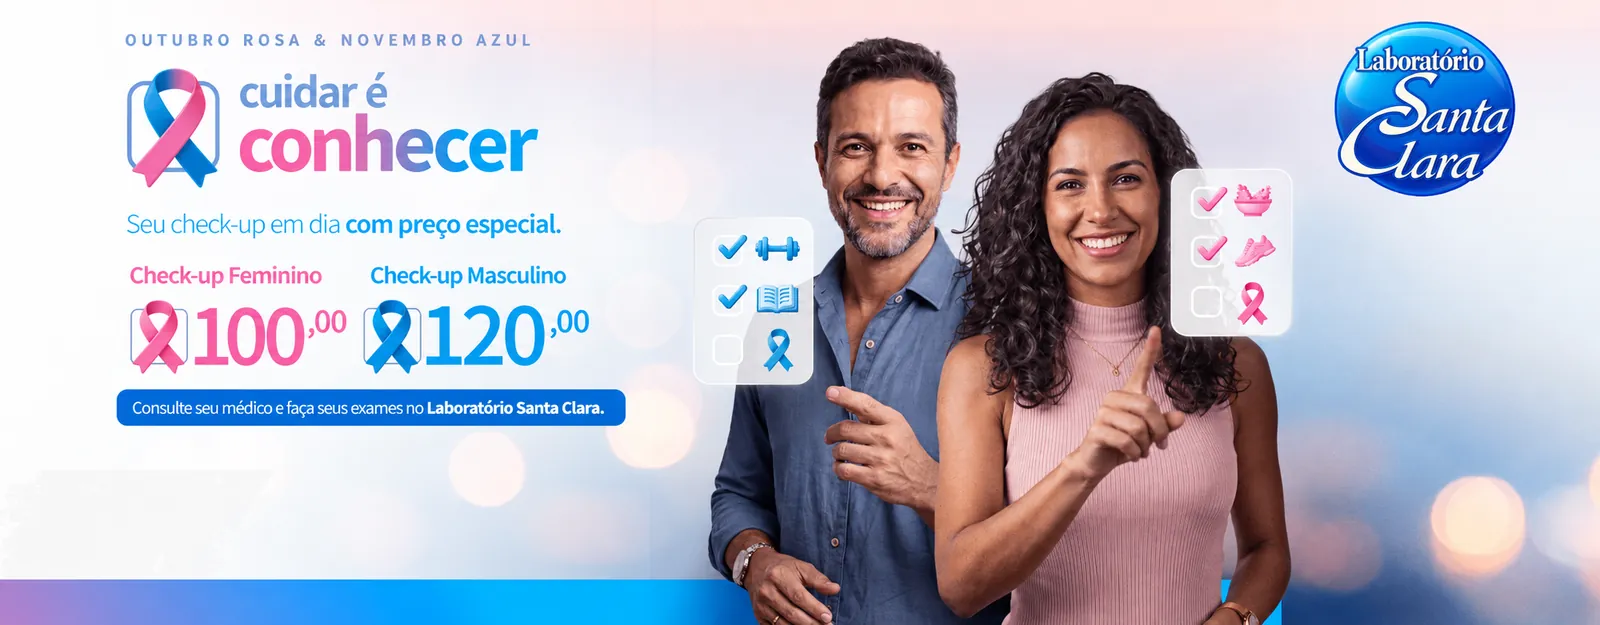 OUTUBRO ROSA & NOVEMBRO AZUL
cuidar é
conhecer
Seu check-up em dia com preço especial.
Check-up Feminino
100,00
Check-up Masculino
120,00
Consulte seu médico e faça seus exames no Laboratório Santa Clara.
Laboratório
Santa
Clara